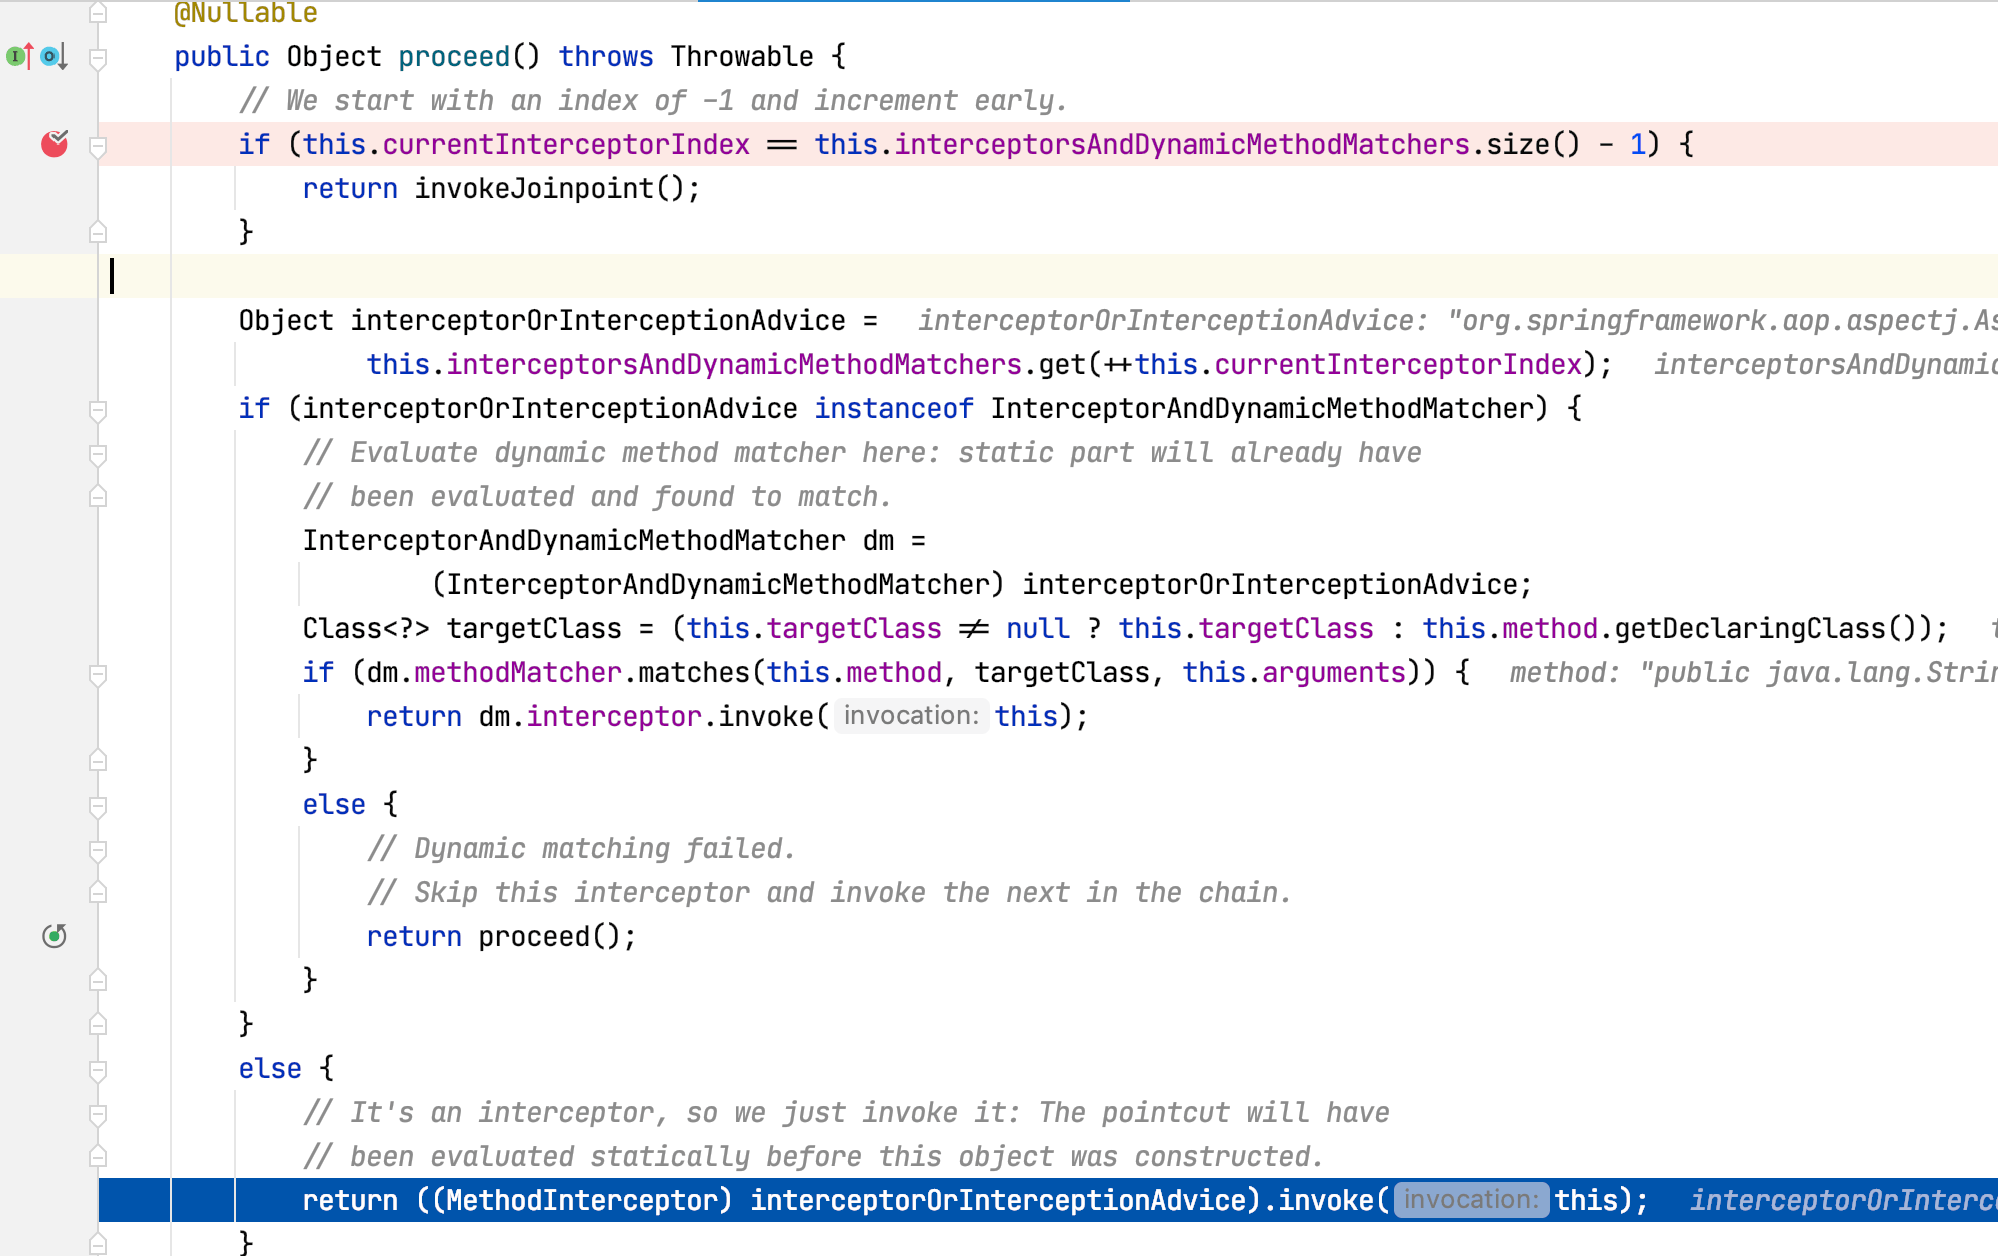 @Nullable
public Object proceed() throws Throwable {
// We start with an index of -1 and increment early.
if (this.currentInterceptorIndex == this.interceptorsAndDynamicMethodMatchers.size() - 1) {
return invokeJoinpoint();
}
Object interceptorOrInterceptionAdvice = interceptorOrInterceptionAdvice: "org.springframework.aop.aspectj.As
this.interceptorsAndDynamicMethodMatchers.get(++this.currentInterceptorIndex); interceptorsAndDynamic
if (interceptorOrInterceptionAdvice instanceof InterceptorAndDynamicMethodMatcher) {
// Evaluate dynamic method matcher here: static part will already have
// been evaluated and found to match.
InterceptorAndDynamicMethodMatcher dm =
(InterceptorAndDynamicMethodMatcher) interceptorOrInterceptionAdvice;
Class<?> targetClass = (this.targetClass != null ? this.targetClass : this.method.getDeclaringClass()); t
if (dm.methodMatcher.matches(this.method, targetClass, this.arguments)) { method: "public java.lang.Strin
return dm.interceptor.invoke( invocation: this);
}
else {
// Dynamic matching failed.
// Skip this interceptor and invoke the next in the chain.
return proceed();
}
}
else {
// It's an interceptor, so we just invoke it: The pointcut will have
// been evaluated statically before this object was constructed.
return ((MethodInterceptor) interceptorOrInterceptionAdvice).invoke( invocation: this); interceptorOrInterce
}